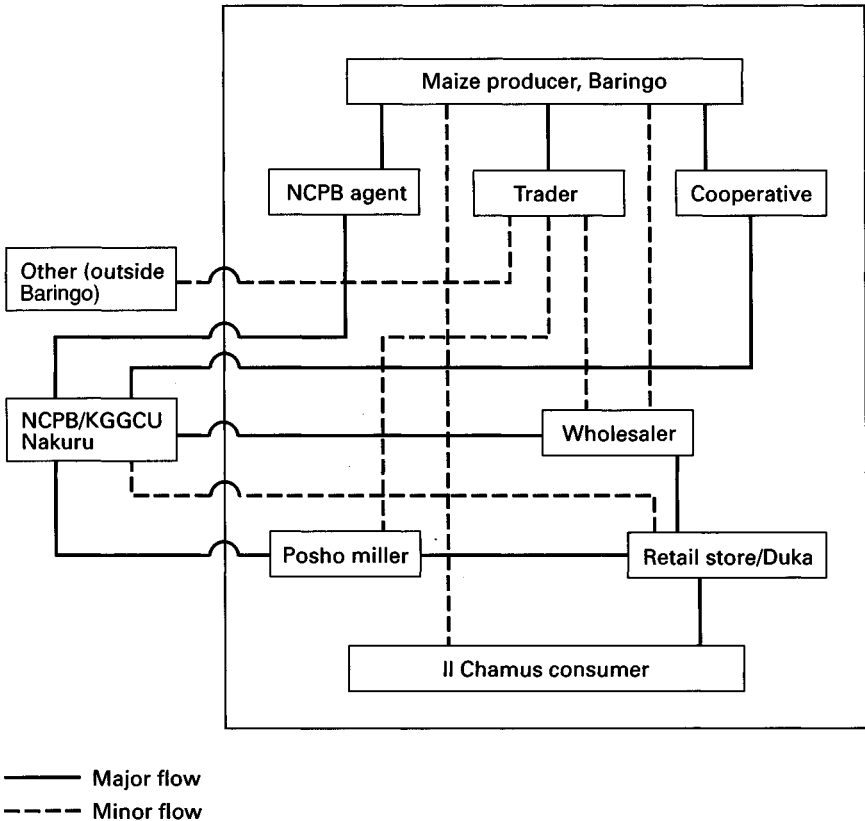 Maize producer, Baringo
NCPB agent
Trader
Cooperative
Other (outside
Baringo)
NCPB/KGGCU
Nakuru
Wholesaler
Posho miller
Retail store/Duka
Il Chamus consumer
Major flow
Minor flow